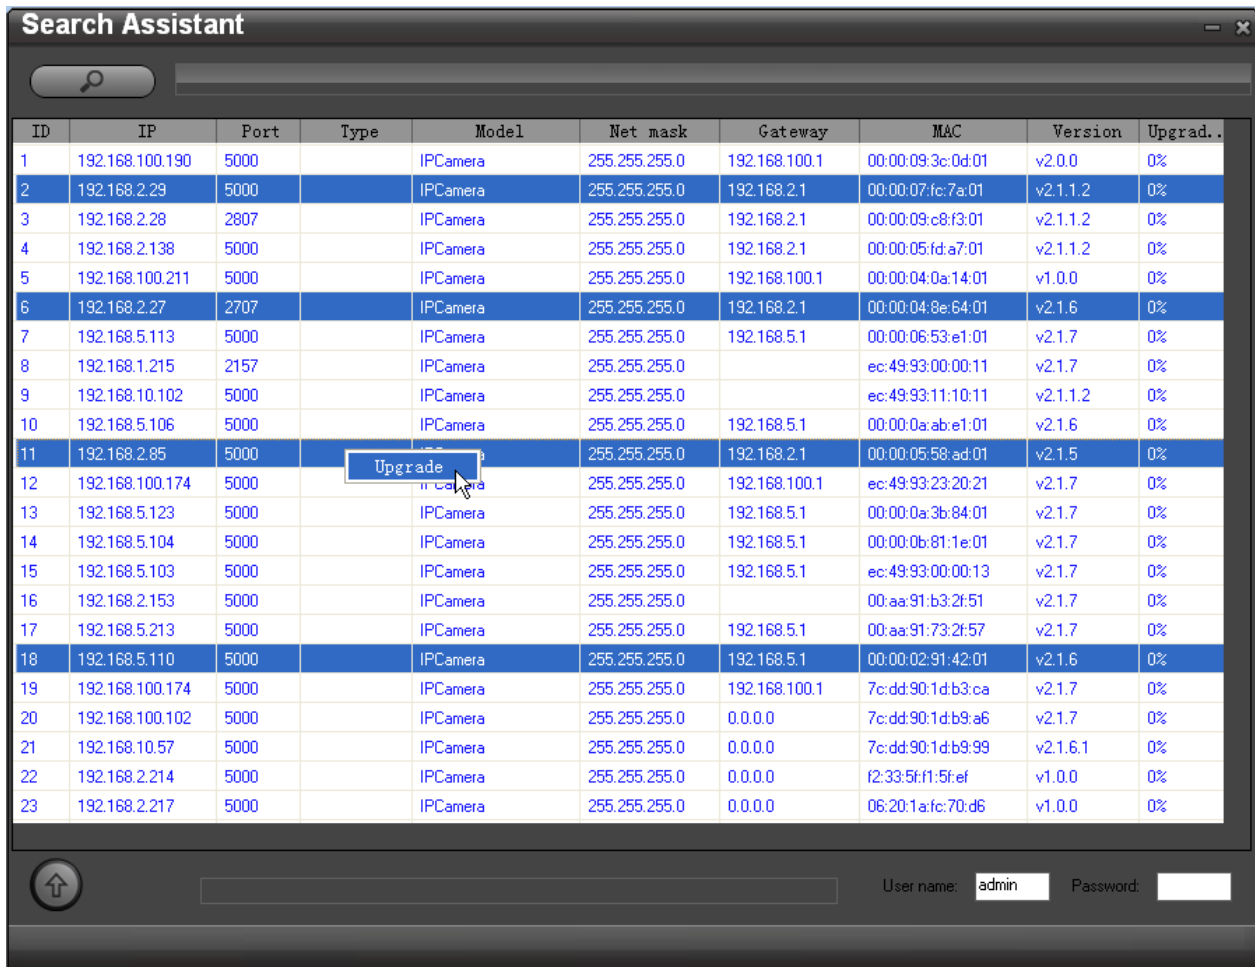 Search Assistant
ID IP Port Type Model Net mask Gateway MAC Version Upgrad..
1 192.168.100.190 5000 IPCamera 255.255.255.0 192.168.100.1 00:00:09:3c:0d:01 v2.0.0 0%
2 192.168.2.29 5000 IPCamera 255.255.255.0 192.168.2.1 00:00:07:fc:7a:01 v2.1.1.2 0%
3 192.168.2.28 2807 IPCamera 255.255.255.0 192.168.2.1 00:00:09:c8:f3:01 v2.1.1.2 0%
4 192.168.2.138 5000 IPCamera 255.255.255.0 192.168.2.1 00:00:05:fd:a7:01 v2.1.1.2 0%
5 192.168.100.211 5000 IPCamera 255.255.255.0 192.168.100.1 00:00:04:0a:14:01 v1.0.0 0%
6 192.168.2.27 2707 IPCamera 255.255.255.0 192.168.2.1 00:00:04:8e:64:01 v2.1.6 0%
7 192.168.5.113 5000 IPCamera 255.255.255.0 192.168.5.1 00:00:06:53:e1:01 v2.1.7 0%
8 192.168.1.215 2157 IPCamera 255.255.255.0 ec:49:93:00:00:11 v2.1.7 0%
9 192.168.10.102 5000 IPCamera 255.255.255.0 ec:49:93:11:10:11 v2.1.1.2 0%
10 192.168.5.106 5000 IPCamera 255.255.255.0 192.168.5.1 00:00:0a:ab:e1:01 v2.1.6 0%
11 192.168.2.85 5000 255.255.255.0 192.168.2.1 00:00:05:58:ad:01 v2.1.5 0%
Upgrade
12 192.168.100.174 5000 IPCamera 255.255.255.0 192.168.100.1 ec:49:93:23:20:21 v2.1.7 0%
13 192.168.5.123 5000 IPCamera 255.255.255.0 192.168.5.1 00:00:0a:3b:84:01 v2.1.7 0%
14 192.168.5.104 5000 IPCamera 255.255.255.0 192.168.5.1 00:00:0b:81:1e:01 v2.1.7 0%
15 192.168.5.103 5000 IPCamera 255.255.255.0 192.168.5.1 ec:49:93:00:00:13 v2.1.7 0%
16 192.168.2.153 5000 IPCamera 255.255.255.0 00:aa:91:b3:2f:51 v2.1.7 0%
17 192.168.5.213 5000 IPCamera 255.255.255.0 192.168.5.1 00:aa:91:73:2f:57 v2.1.7 0%
18 192.168.5.110 5000 IPCamera 255.255.255.0 192.168.5.1 00:00:02:91:42:01 v2.1.6 0%
19 192.168.100.174 5000 IPCamera 255.255.255.0 192.168.100.1 7c:dd:90:1d:b3:ca v2.1.7 0%
20 192.168.100.102 5000 IPCamera 255.255.255.0 0.0.0.0 7c:dd:90:1d:b9:a6 v2.1.7 0%
21 192.168.10.57 5000 IPCamera 255.255.255.0 0.0.0.0 7c:dd:90:1d:b9:99 v2.1.6.1 0%
22 192.168.2.214 5000 IPCamera 255.255.255.0 0.0.0.0 f2:33:5f:f1:5f:ef v1.0.0 0%
23 192.168.2.217 5000 IPCamera 255.255.255.0 0.0.0.0 06:20:1a:fc:70:d6 v1.0.0 0%
User name: admin Password: